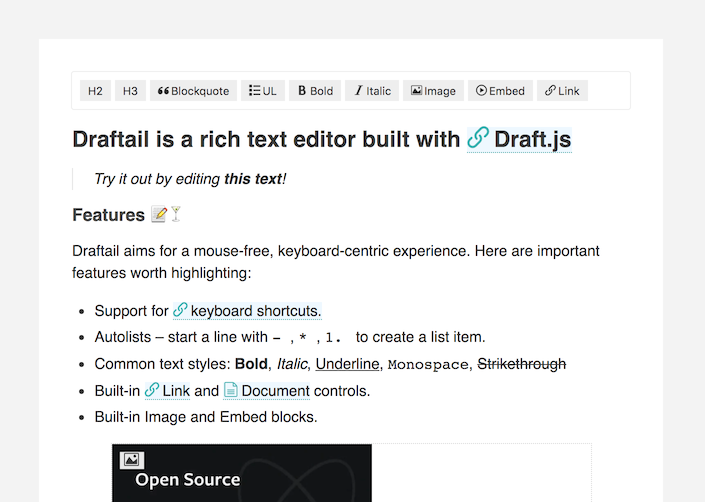 H2 H3 Blockquote UL Bold Italic Image Embed Link
Draftail is a rich text editor built with Draft.js
Try it out by editing this text!
Features 📝🍸
Draftail aims for a mouse-free, keyboard-centric experience. Here are important
features worth highlighting:
• Support for keyboard shortcuts.
• Autolists – start a line with - , * , 1. to create a list item.
• Common text styles: Bold, Italic, Underline, Monospace, Strikethrough
• Built-in Link and Document controls.
• Built-in Image and Embed blocks.
Open Source